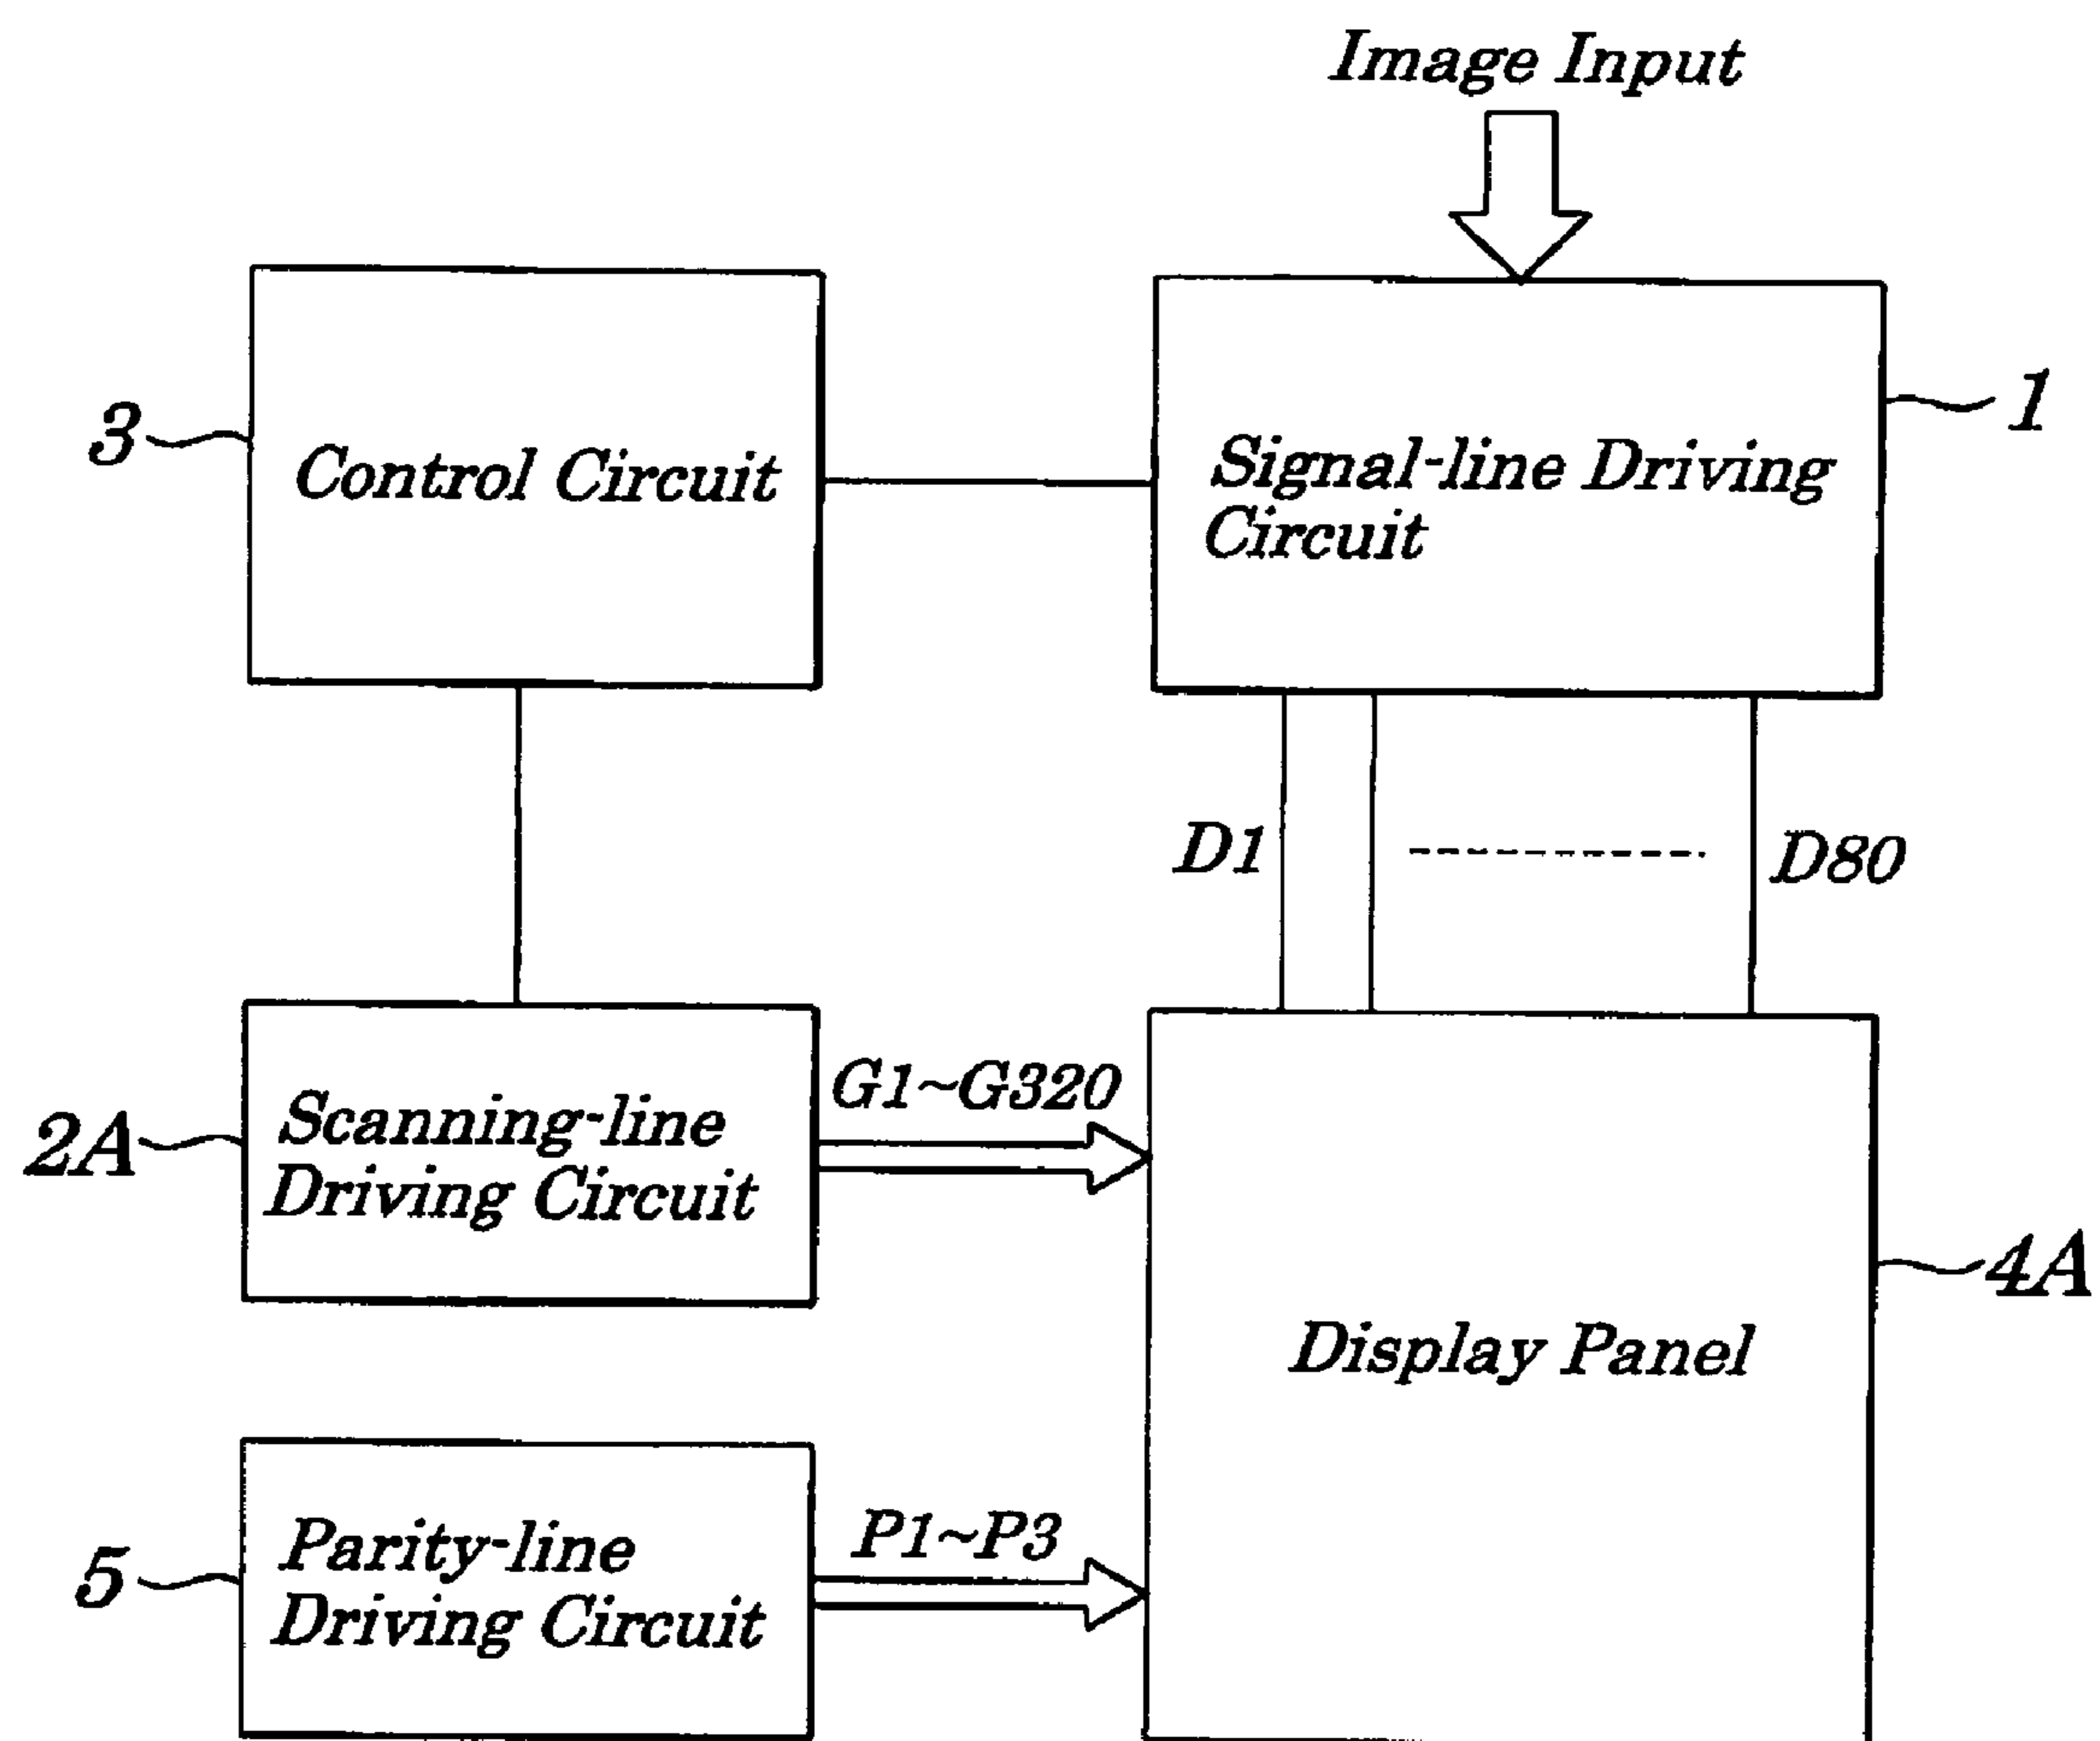 Image Input
3
Control Circuit
Signal-line Driving
Circuit
1
D1
D80
2A
Scanning-line
Driving Circuit
G1~G320
4A
Display Panel
5
Parity-line
Driving Circuit
P1~P3